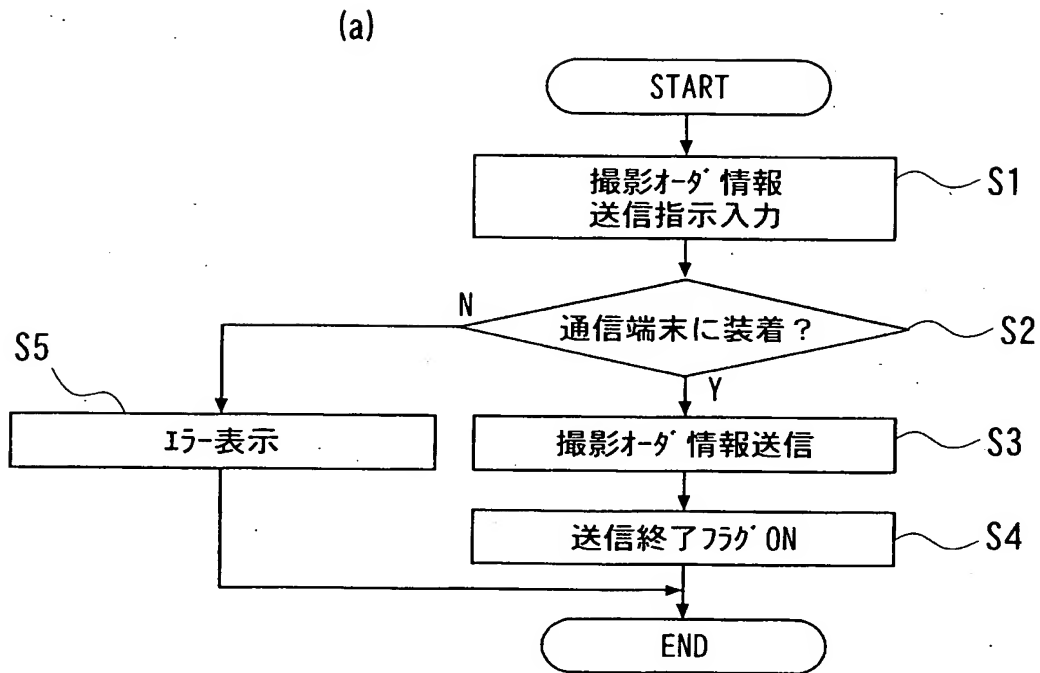 (a)
START
撮影ｵｰﾀﾞ情報
送信指示入力
S1
N
通信端末に装着？
S2
S5
Y
ｴﾗｰ表示
撮影ｵｰﾀﾞ情報送信
S3
送信終了ﾌﾗｸﾞON
S4
END